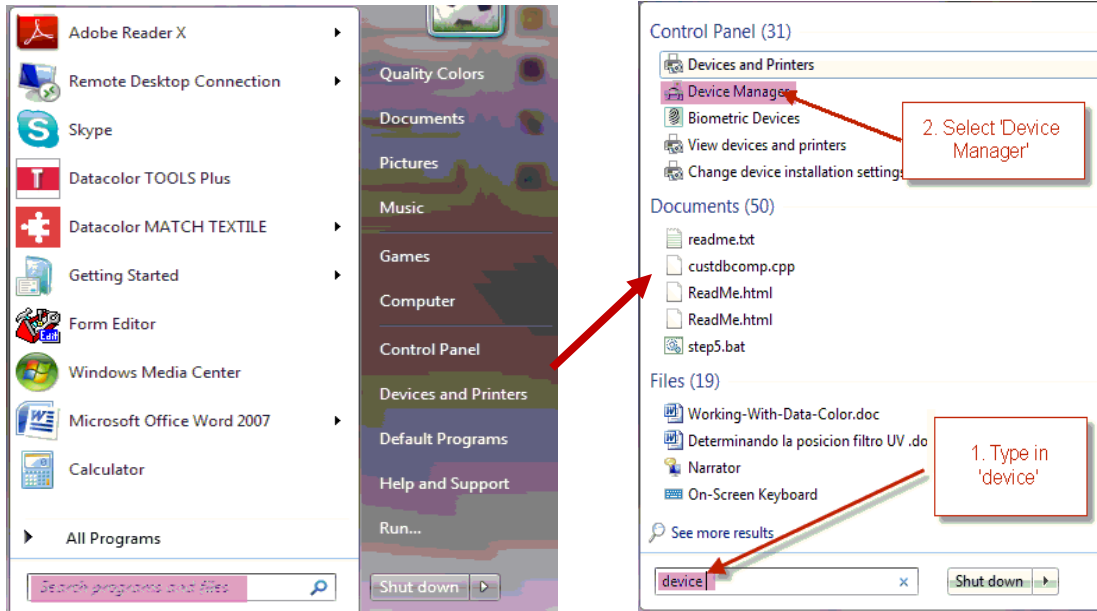 Adobe Reader X
Remote Desktop Connection
Skype
Datacolor TOOLS Plus
Datacolor MATCH TEXTILE
Getting Started
Form Editor
Windows Media Center
Microsoft Office Word 2007
Calculator
All Programs
Search programs and files
Quality Colors
Documents
Pictures
Music
Games
Computer
Control Panel
Devices and Printers
Default Programs
Help and Support
Run...
Shut down
Control Panel (31)
Devices and Printers
Device Manager
Biometric Devices
View devices and printers
Change device installation settings
2. Select 'Device
Manager'
Documents (50)
readme.txt
custdbcomp.cpp
ReadMe.html
ReadMe.html
step5.bat
Files (19)
Working-With-Data-Color.doc
Determinando la posicion filtro UV .do
Narrator
On-Screen Keyboard
1. Type in
'device'
See more results
device
Shut down